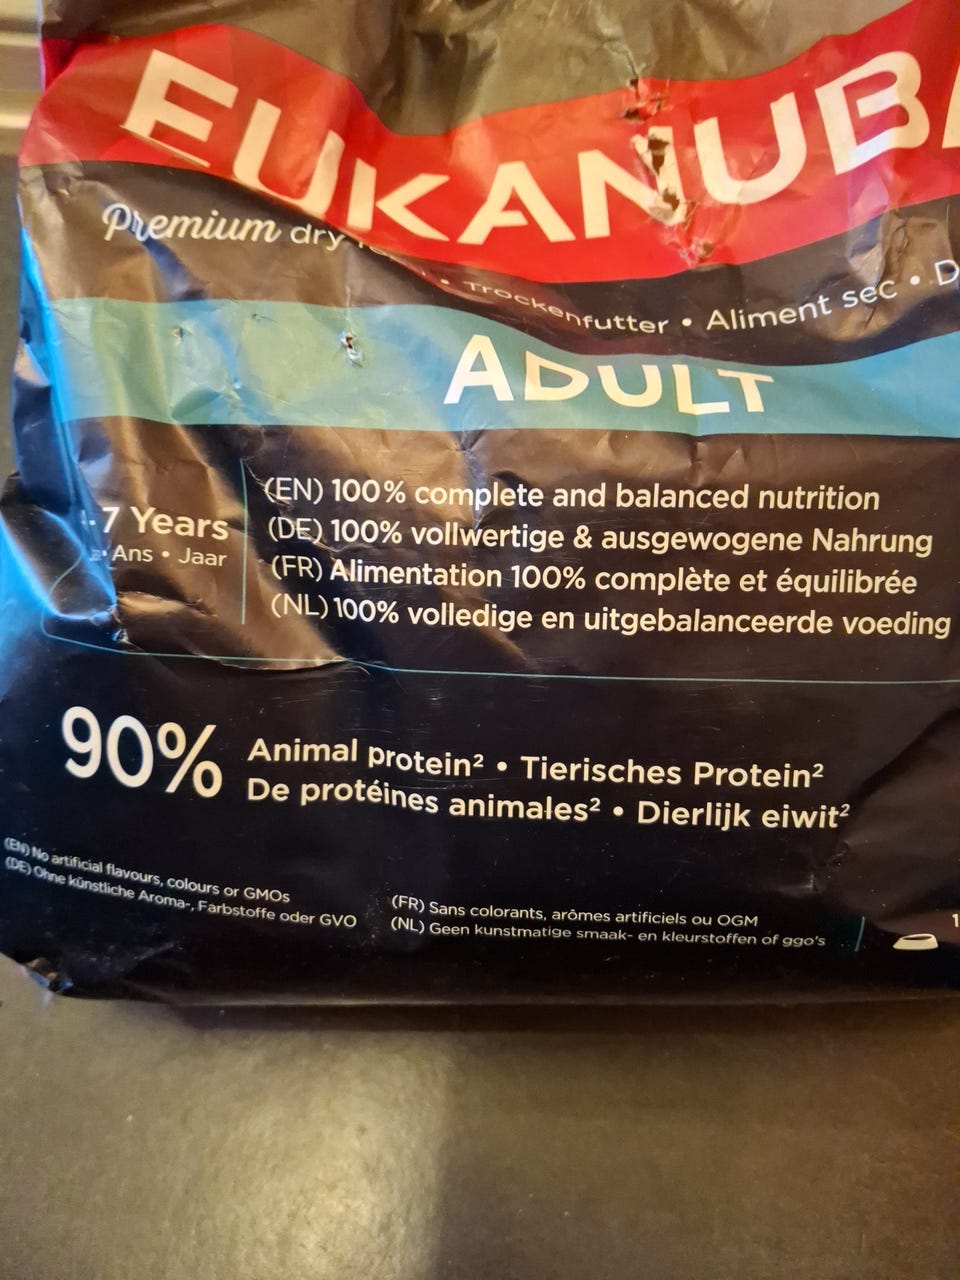 EUKANUB
Premium dry
• Trockenfutter • Aliment sec • D
ADULT
-7 Years
Ans • Jaar
(EN) 100% complete and balanced nutrition
(DE) 100% vollwertige & ausgewogene Nahrung
(FR) Alimentation 100% complète et équilibrée
(NL) 100% volledige en uitgebalanceerde voeding
90%
Animal protein² • Tierisches Protein²
De protéines animales² • Dierlijk eiwit²
(EN) No artificial flavours, colours or GMOs
(DE) Ohne künstliche Aroma-, Farbstoffe oder GVO
(FR) Sans colorants, arômes artificiels ou OGM
(NL) Geen kunstmatige smaak- en kleurstoffen of ggo's
1